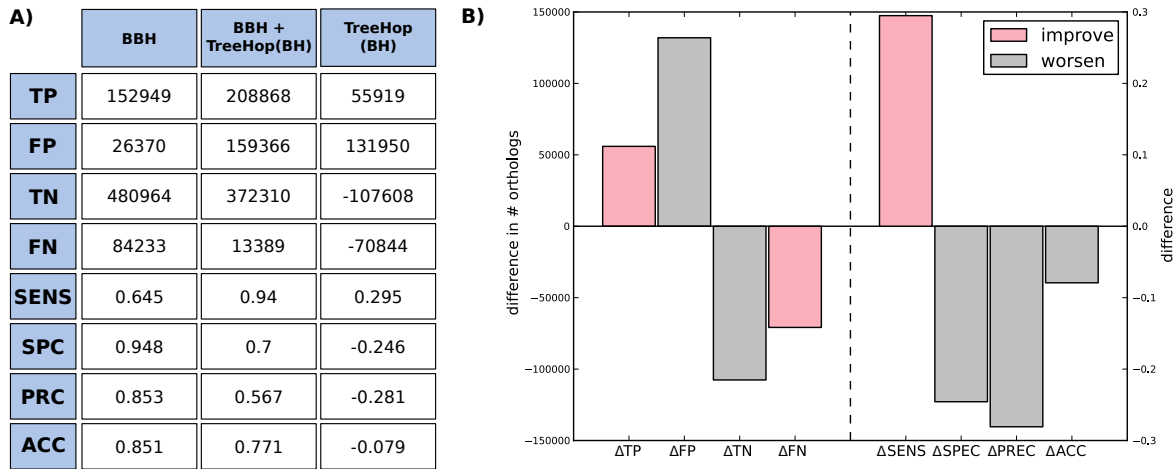 A)
BBH
BBH +
TreeHop(BH)
TreeHop
(BH)
TP
152949
208868
55919
FP
26370
159366
131950
TN
480964
372310
-107608
FN
84233
13389
-70844
SENS
0.645
0.94
0.295
SPC
0.948
0.7
-0.246
PRC
0.853
0.567
-0.281
ACC
0.851
0.771
-0.079
B)
difference in # orthologs
150000
100000
50000
0
−50000
−100000
−150000
improve
worsen
0.3
0.2
0.1
0.0
−0.1
−0.2
−0.3
difference
ΔTP
ΔFP
ΔTN
ΔFN
ΔSENS
ΔSPEC
ΔPREC
ΔACC